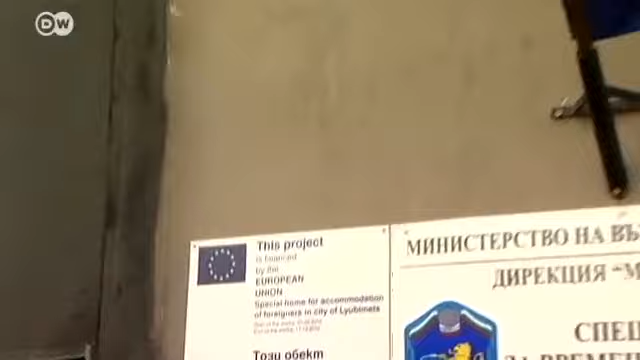 DW
This project
is financed
by the
EUROPEAN
UNION
Special home for accommodation
of foreigners in city of Lyubimets
Този обект
МИНИСТЕРСТВО НА ВЪ
ДИРЕКЦИЯ "М
СПЕЦ